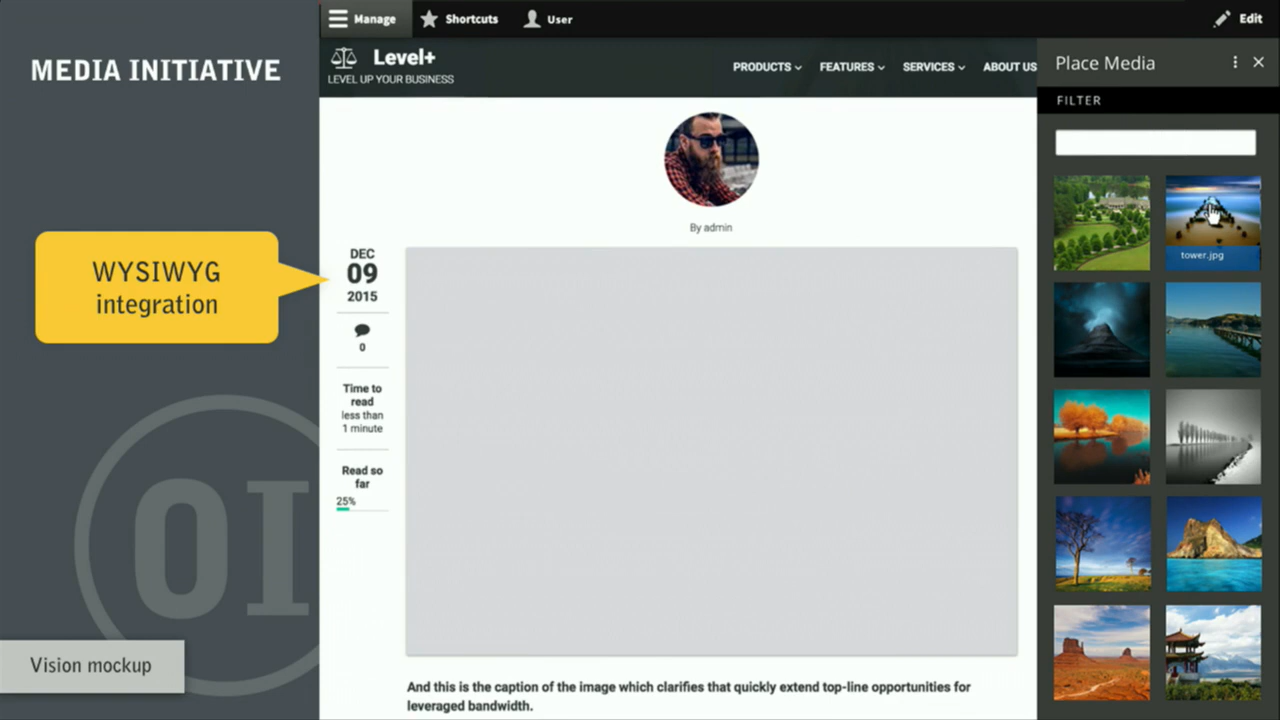 MEDIA INITIATIVE
WYSIWYG
integration
OI
Vision mockup
Manage
Shortcuts
User
Edit
Level+
LEVEL UP YOUR BUSINESS
PRODUCTS
FEATURES
SERVICES
ABOUT US
By admin
DEC
09
2015
0
Time to
read
less than
1 minute
Read so
far
25%
And this is the caption of the image which clarifies that quickly extend top-line opportunities for
leveraged bandwidth.
Place Media
FILTER
tower.jpg